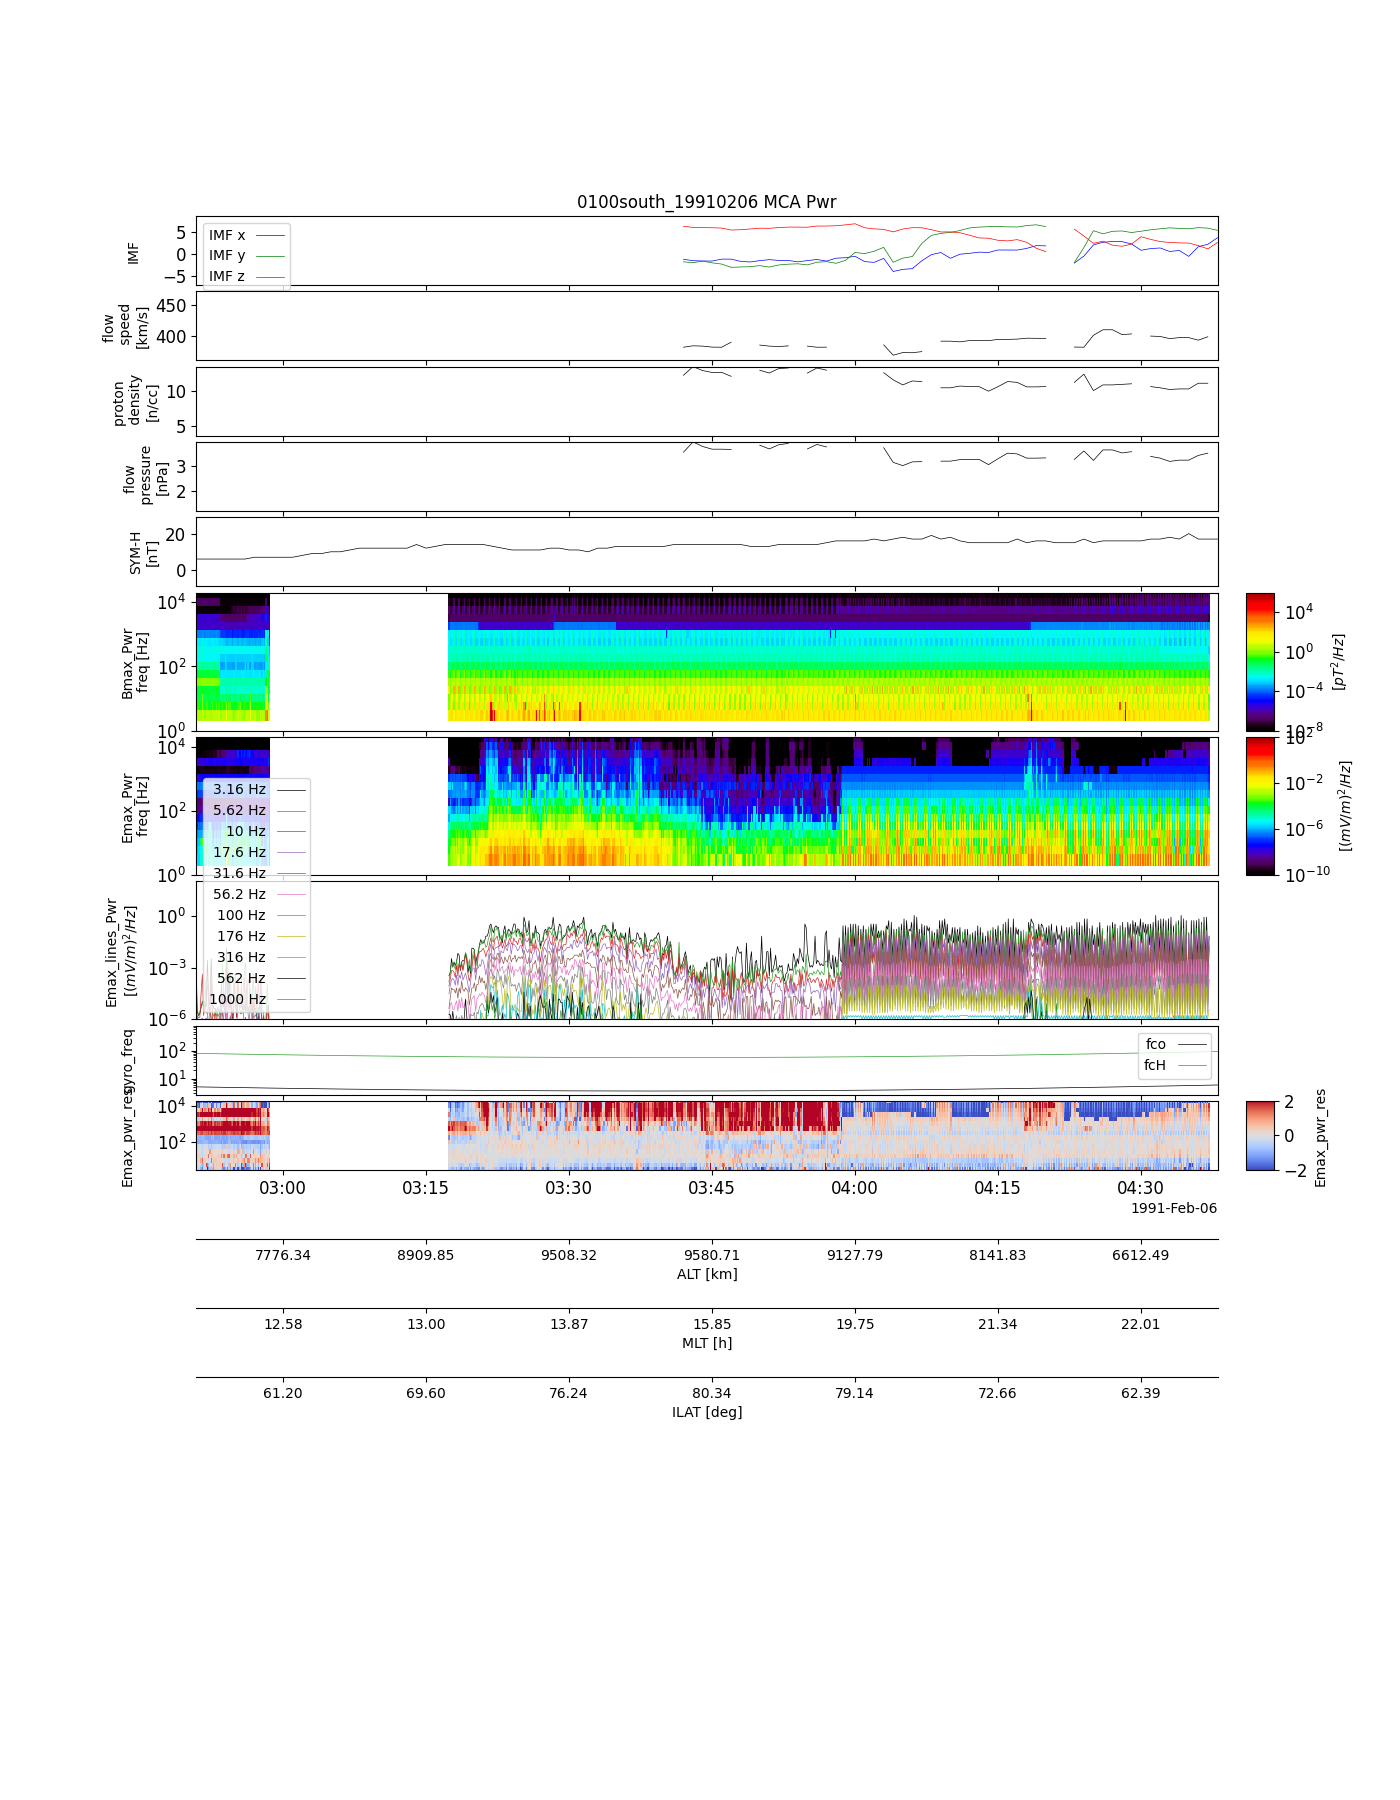 0100south_19910206 MCA Pwr
IMF
5
0
−5
IMF x
IMF y
IMF z
flow
speed
[km/s]
450
400
proton
density
[n/cc]
10
5
flow
pressure
[nPa]
3
2
SYM-H
[nT]
20
0
Bmax_Pwr
freq [Hz]
10^4
10^2
10^0
10^4
10^0
10^−4
10^−8
[pT^2/Hz]
Emax_Pwr
freq [Hz]
10^4
10^2
10^0
10^2
10^−2
10^−6
10^−10
[(mV/m)^2/Hz]
3.16 Hz
5.62 Hz
10 Hz
17.6 Hz
31.6 Hz
56.2 Hz
100 Hz
176 Hz
316 Hz
562 Hz
1000 Hz
Emax_lines_Pwr
[(mV/m)^2/Hz]
10^0
10^−3
10^−6
gyro_freq
10^2
10^1
fco
fcH
Emax_pwr_res
10^4
10^2
2
0
−2
Emax_pwr_res
03:00 03:15 03:30 03:45 04:00 04:15 04:30
1991-Feb-06
7776.34 8909.85 9508.32 9580.71 9127.79 8141.83 6612.49
ALT [km]
12.58 13.00 13.87 15.85 19.75 21.34 22.01
MLT [h]
61.20 69.60 76.24 80.34 79.14 72.66 62.39
ILAT [deg]